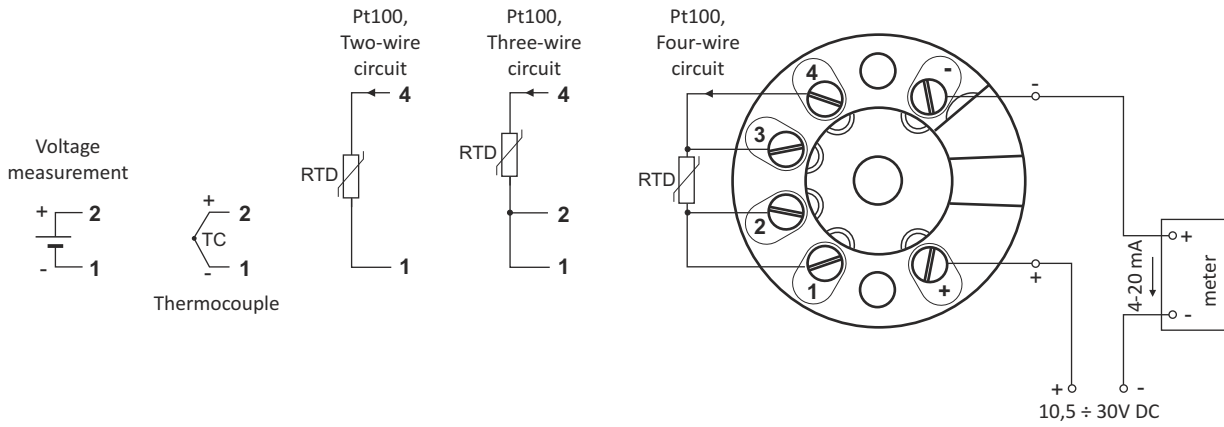 Voltage
measurement
+
2
-
1
+
2
TC
-
1
Thermocouple
Pt100,
Two-wire
circuit
4
RTD
1
Pt100,
Three-wire
circuit
4
RTD
2
1
Pt100,
Four-wire
circuit
RTD
4
3
2
1
-
+
-
+
4-20 mA
+
-
meter
+
-
10,5 ÷ 30V DC